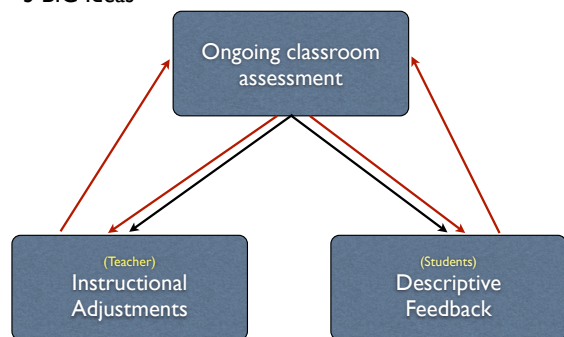 Ongoing classroom
assessment
(Teacher)
Instructional
Adjustments
(Students)
Descriptive
Feedback